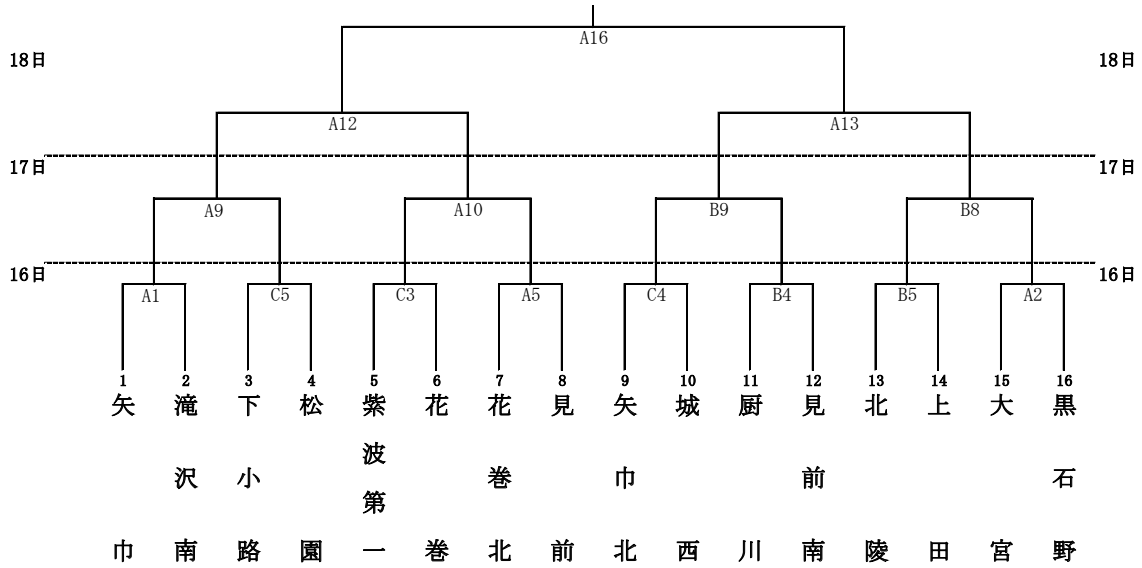 A16
18日
18日
A12
A13
17日
17日
A9
A10
B9
B8
16日
16日
A1
C5
C3
A5
C4
B4
B5
A2
1
2
3
4
5
6
7
8
9
10
11
12
13
14
15
16
矢巾
滝沢南
下小路
松園
紫波第一
花巻
花巻北
見前
矢巾北
城西
厨川
見前南
北陵
上田
大宮
黒石野